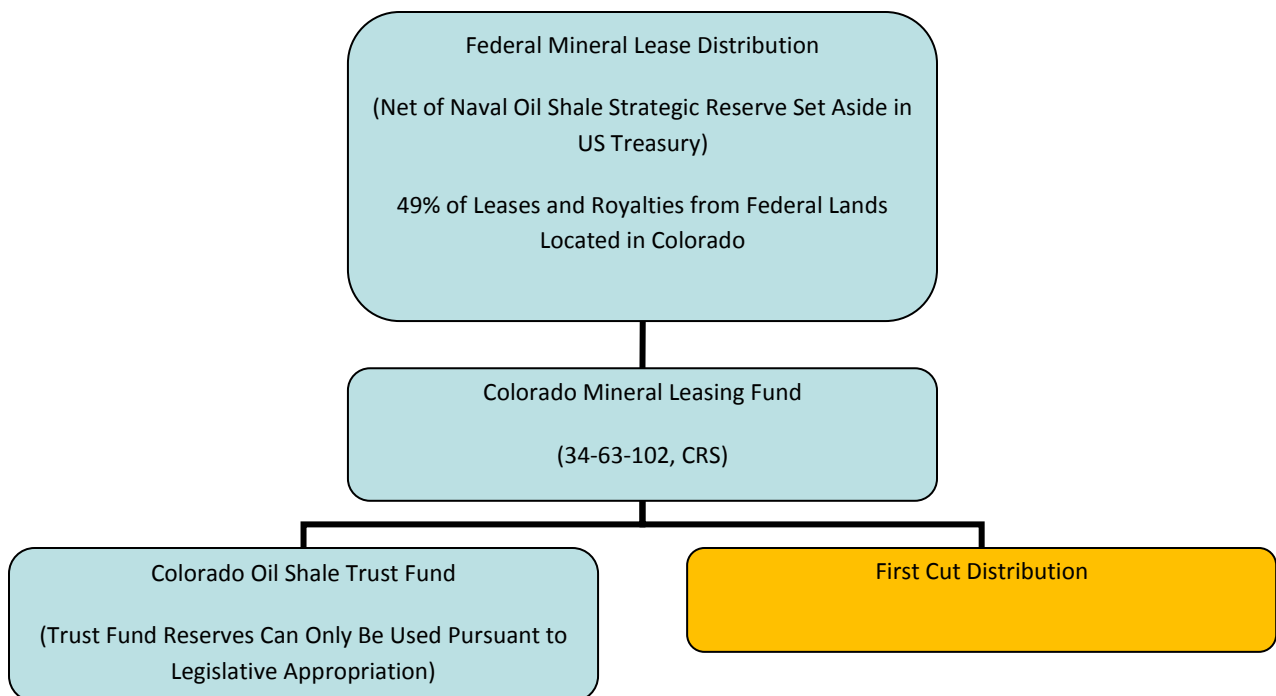 Federal Mineral Lease Distribution
(Net of Naval Oil Shale Strategic Reserve Set Aside in
US Treasury)
49% of Leases and Royalties from Federal Lands
Located in Colorado
Colorado Mineral Leasing Fund
(34-63-102, CRS)
Colorado Oil Shale Trust Fund
(Trust Fund Reserves Can Only Be Used Pursuant to
Legislative Appropriation)
First Cut Distribution